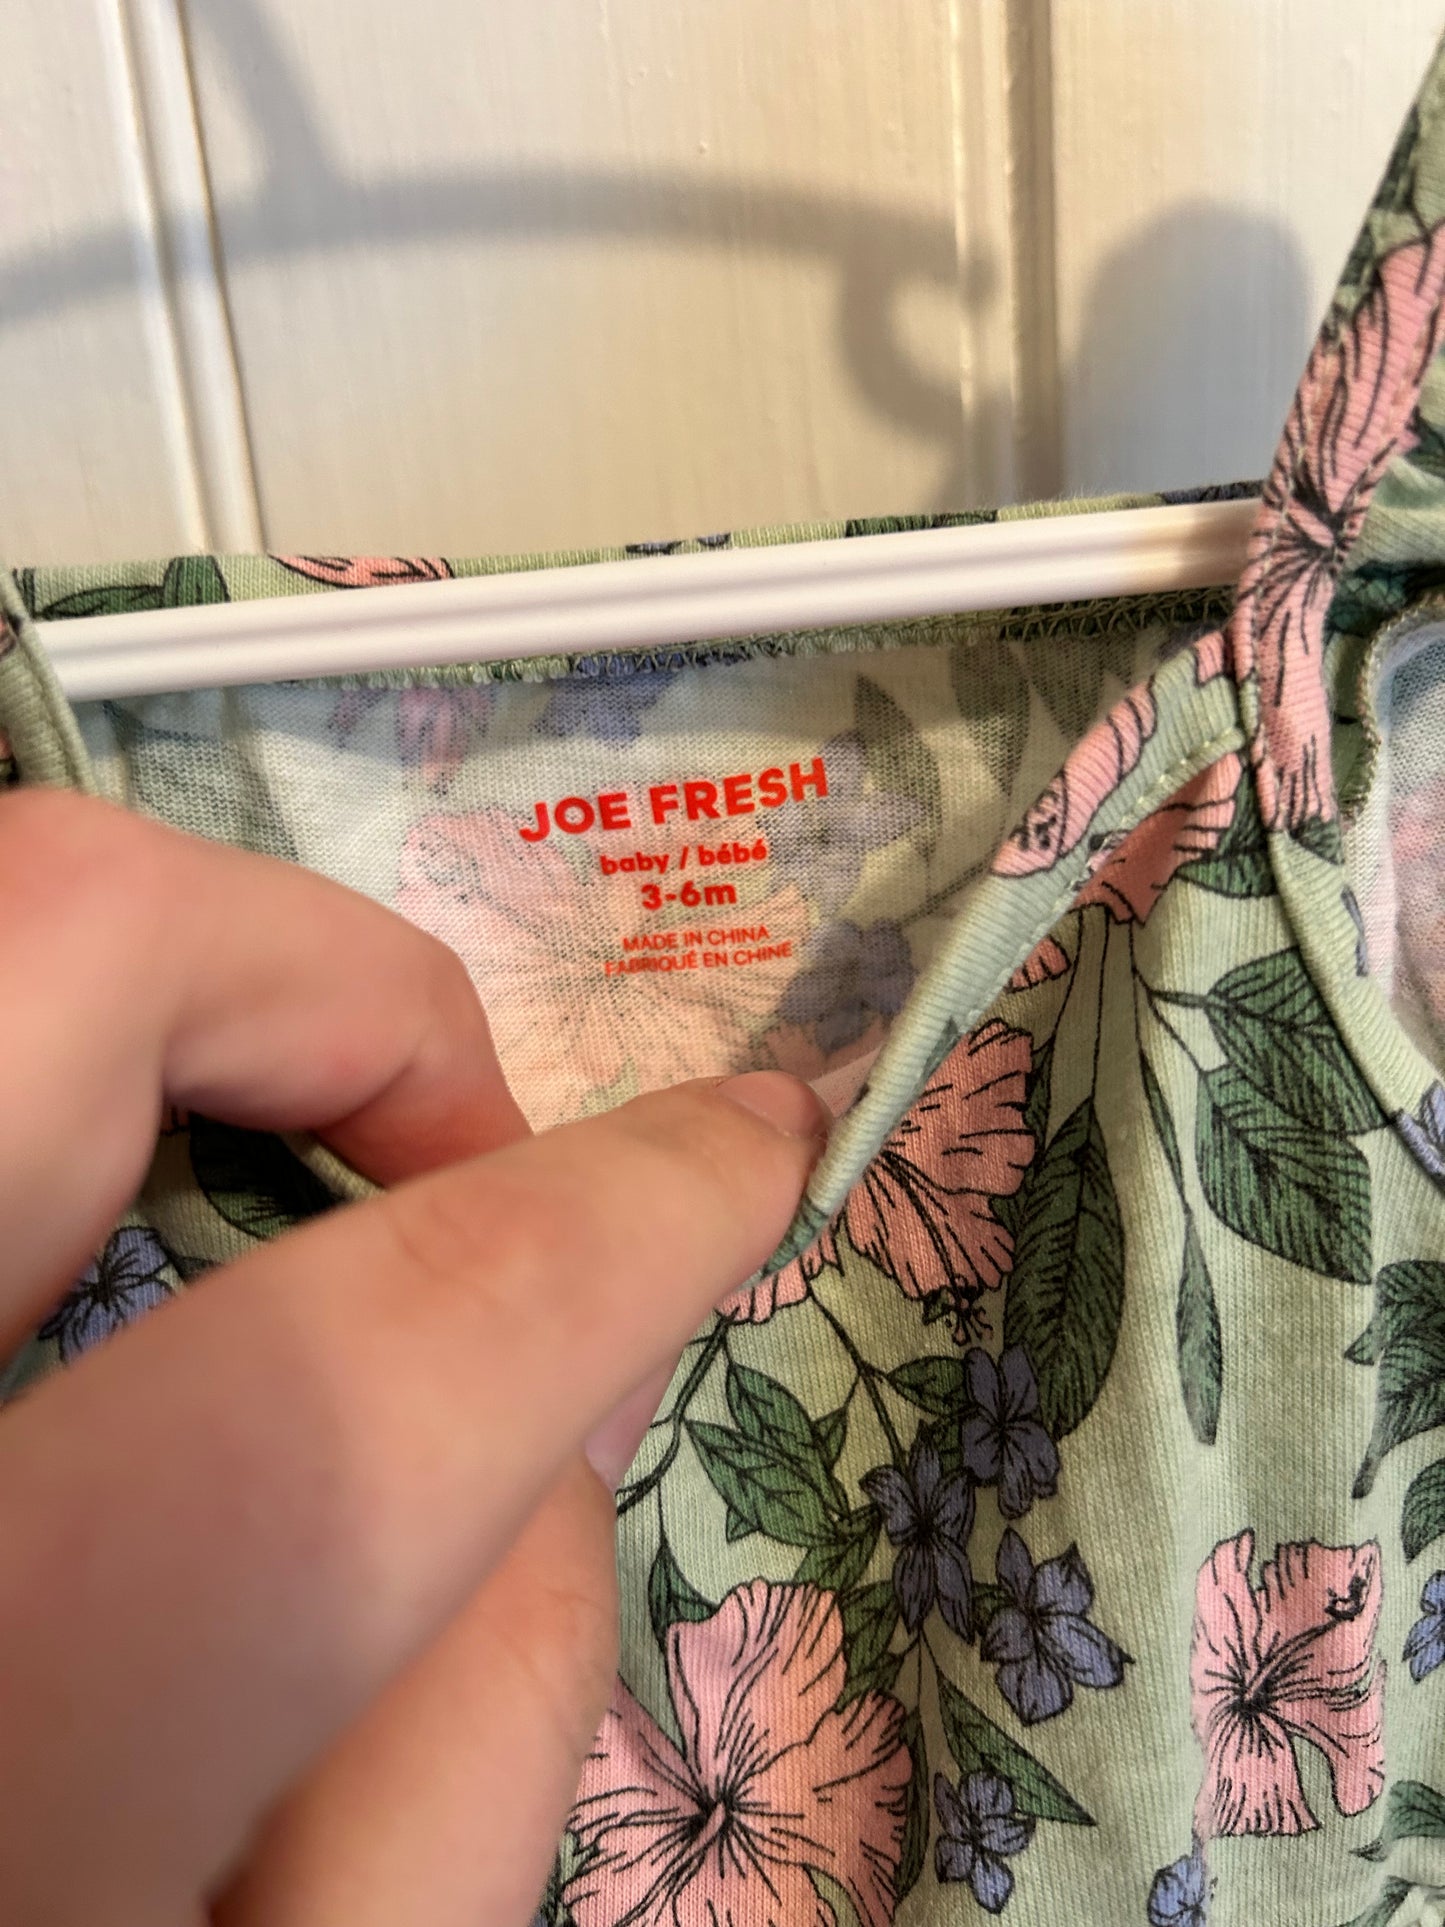 JOE FRESH
baby / bébé
3-6m
MADE IN CHINA
FABRIQUÉ EN CHINE